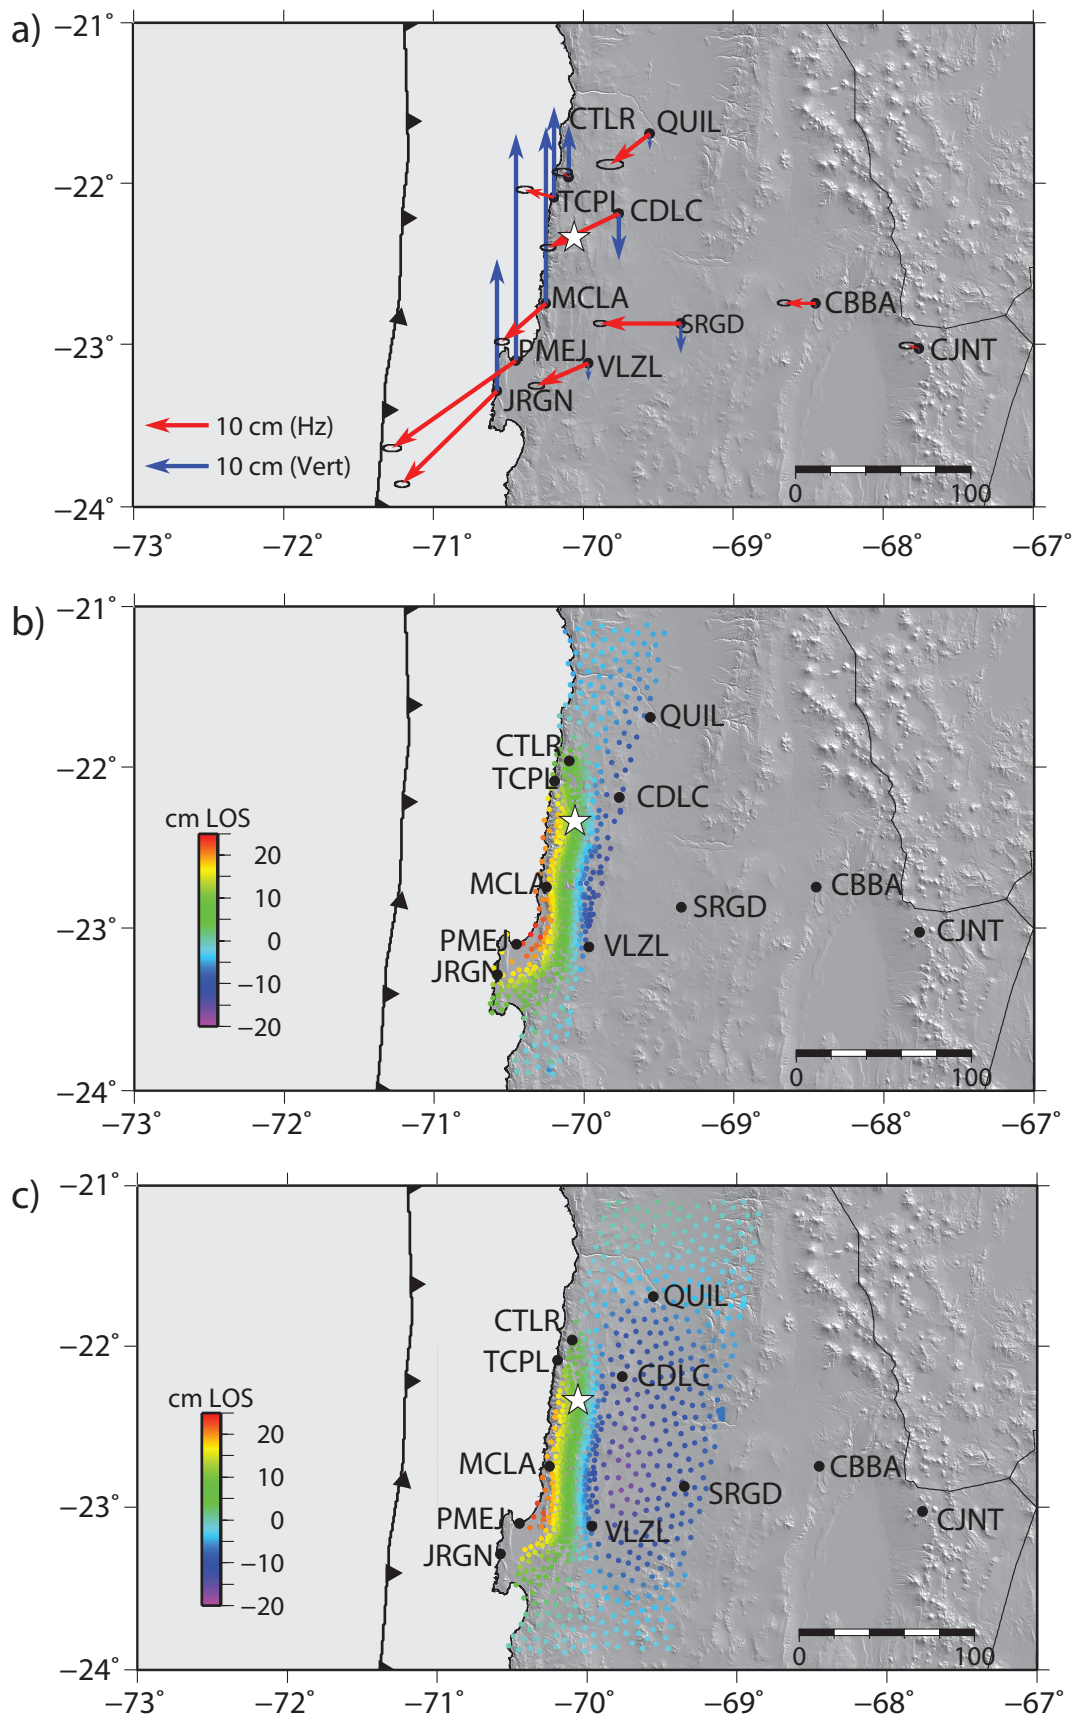 a)
−21°
CTLR QUIL
−22°
TCPL CDLC
MCLA CBBA
SRGD
−23°
PMEJ VLZL CJNT
JRGN
10 cm (Hz)
10 cm (Vert)
0 100
−24°
−73° −72° −71° −70° −69° −68° −67°
b)
−21°
QUIL
CTLR
−22°
TCPL CDLC
cm LOS
20
10
0
−10
−20
MCLA CBBA
SRGD
−23°
PMEJ VLZL CJNT
JRGN
0 100
−24°
−73° −72° −71° −70° −69° −68° −67°
c)
−21°
QUIL
CTLR
−22°
TCPL CDLC
cm LOS
20
10
0
−10
−20
MCLA CBBA
SRGD
−23°
PMEJ VLZL CJNT
JRGN
0 100
−24°
−73° −72° −71° −70° −69° −68° −67°